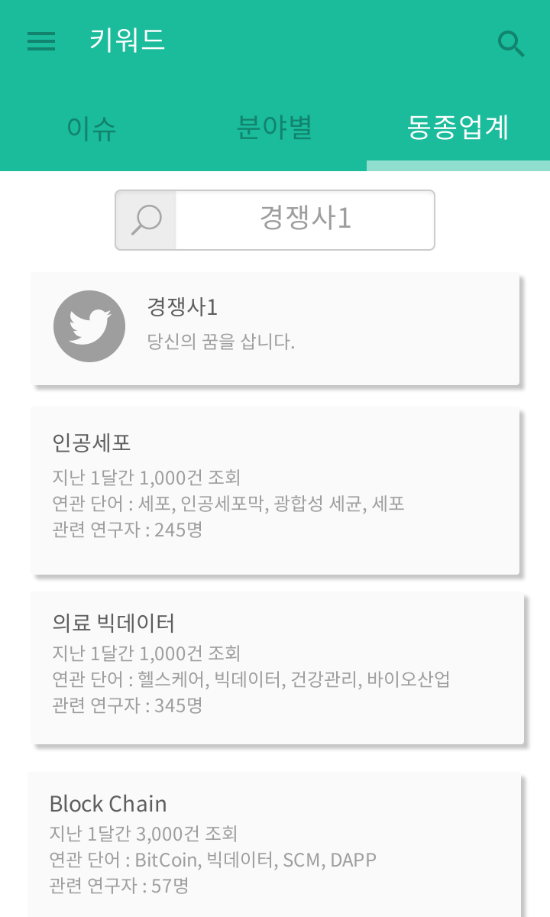 키워드
이슈 분야별 동종업계
경쟁사1
경쟁사1
당신의 꿈을 삽니다.
인공세포
지난 1달간 1,000건 조회
연관 단어 : 세포, 인공세포막, 광합성 세균, 세포
관련 연구자 : 245명
의료 빅데이터
지난 1달간 1,000건 조회
연관 단어 : 헬스케어, 빅데이터, 건강관리, 바이오산업
관련 연구자 : 345명
Block Chain
지난 1달간 3,000건 조회
연관 단어 : BitCoin, 빅데이터, SCM, DAPP
관련 연구자 : 57명